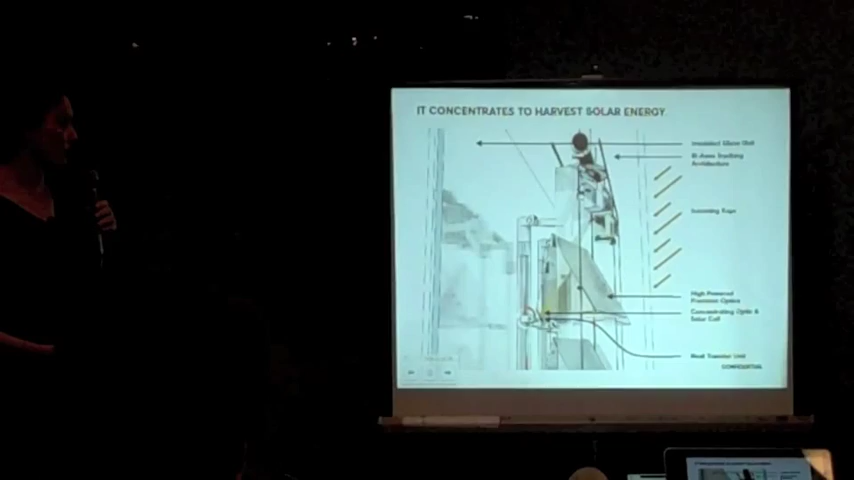 IT CONCENTRATES TO HARVEST SOLAR ENERGY
Insulated Glass Unit
Bi-Axes Tracking
Architecture
Incoming Rays
High Powered
Precision Optics
Concentrating Optic &
Solar Cell
Heat Transfer Unit
CONFIDENTIAL